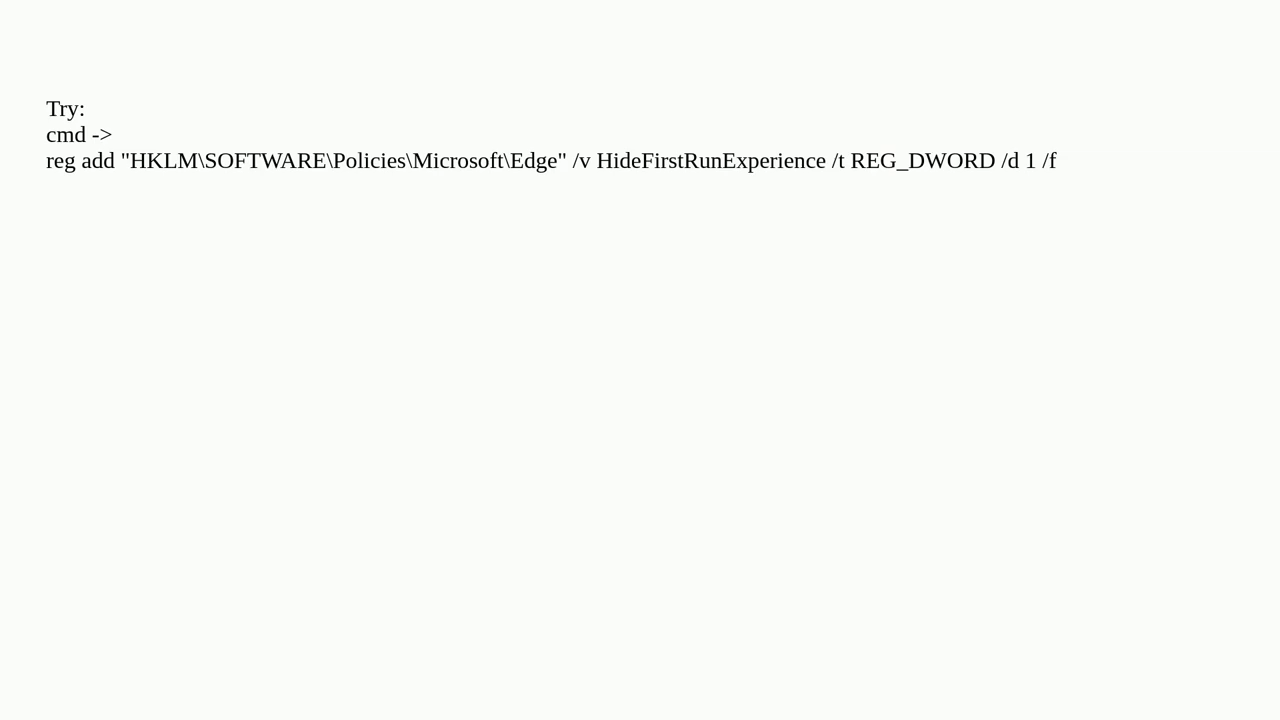 Try:
cmd ->
reg add "HKLM\SOFTWARE\Policies\Microsoft\Edge" /v HideFirstRunExperience /t REG_DWORD /d 1 /f